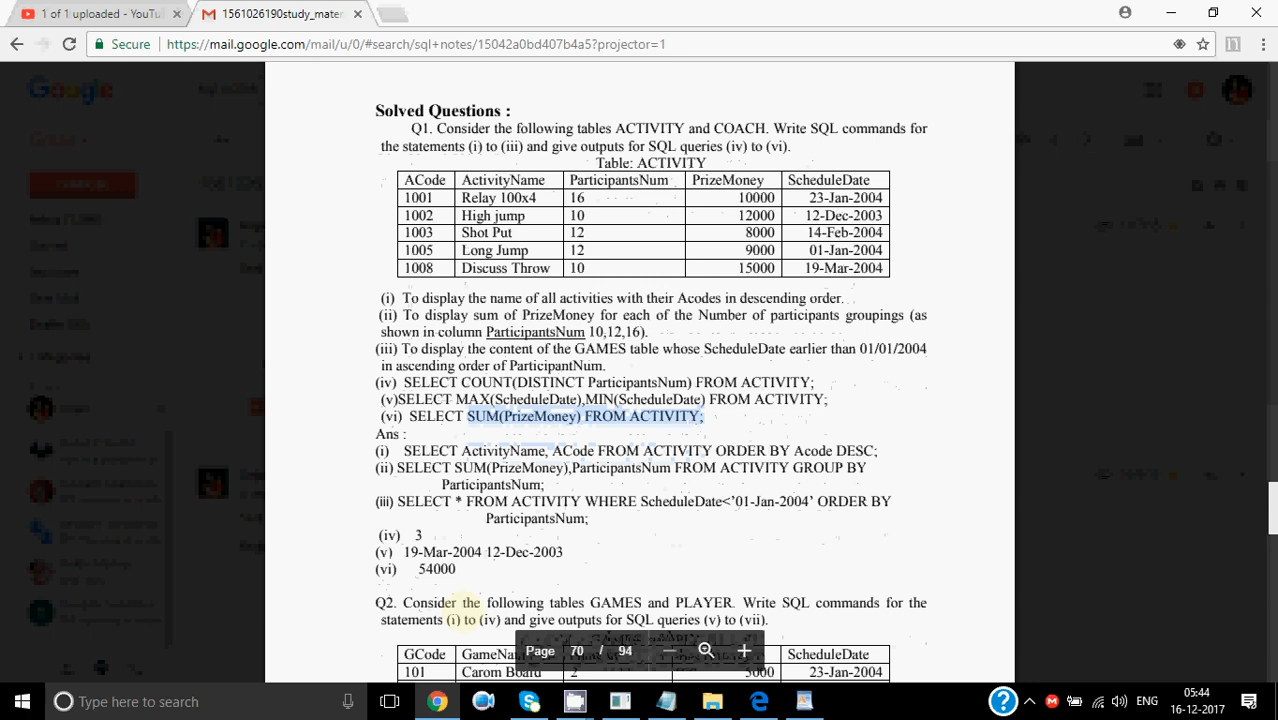 1 of 1 uploaded - YouTu
1561026190study_mate
Secure
https://mail.google.com/mail/u/0/#search/sql+notes/15042a0bd407b4a5?projector=1
Google
Solved Questions :
Q1. Consider the following tables ACTIVITY and COACH. Write SQL commands for
the statements (i) to (iii) and give outputs for SQL queries (iv) to (vi).
Table: ACTIVITY
ACode ActivityName ParticipantsNum PrizeMoney ScheduleDate
1001 Relay 100x4 16 10000 23-Jan-2004
1002 High jump 10 12000 12-Dec-2003
1003 Shot Put 12 8000 14-Feb-2004
1005 Long Jump 12 9000 01-Jan-2004
1008 Discuss Throw 10 15000 19-Mar-2004
(i) To display the name of all activities with their Acodes in descending order.
(ii) To display sum of PrizeMoney for each of the Number of participants groupings (as
shown in column ParticipantsNum 10,12,16).
(iii) To display the content of the GAMES table whose ScheduleDate earlier than 01/01/2004
in ascending order of ParticipantNum.
(iv) SELECT COUNT(DISTINCT ParticipantsNum) FROM ACTIVITY;
(v)SELECT MAX(ScheduleDate),MIN(ScheduleDate) FROM ACTIVITY;
(vi) SELECT SUM(PrizeMoney) FROM ACTIVITY;
Ans :
(i) SELECT ActivityName, ACode FROM ACTIVITY ORDER BY Acode DESC;
(ii) SELECT SUM(PrizeMoney),ParticipantsNum FROM ACTIVITY GROUP BY
ParticipantsNum;
(iii) SELECT * FROM ACTIVITY WHERE ScheduleDate<’01-Jan-2004’ ORDER BY
ParticipantsNum;
(iv) 3
(v) 19-Mar-2004 12-Dec-2003
(vi) 54000
Q2. Consider the following tables GAMES and PLAYER. Write SQL commands for the
statements (i) to (iv) and give outputs for SQL queries (v) to (vii).
Page 70 / 94
GCode ScheduleDate
101 Carom Board 2 5000 23-Jan-2004
Type here to search
ENG
05:44
16-12-2017